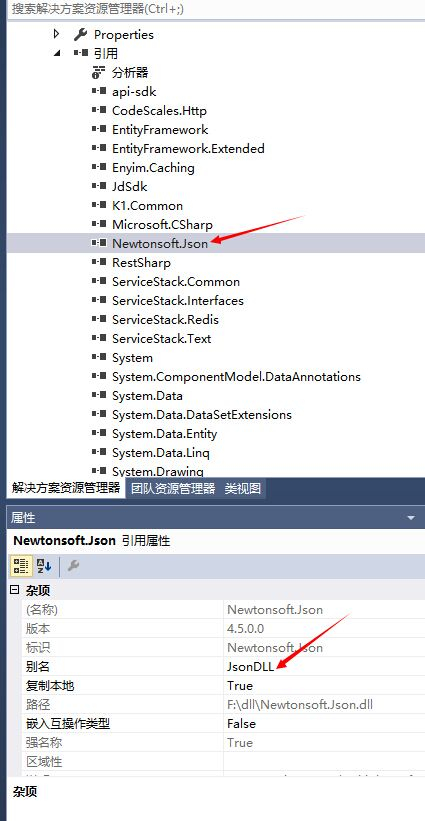 搜索解决方案资源管理器(Ctrl+;)
Properties
引用
分析器
api-sdk
CodeScales.Http
EntityFramework
EntityFramework.Extended
Enyim.Caching
JdSdk
K1.Common
Microsoft.CSharp
Newtonsoft.Json
RestSharp
ServiceStack.Common
ServiceStack.Interfaces
ServiceStack.Redis
ServiceStack.Text
System
System.ComponentModel.DataAnnotations
System.Data
System.Data.DataSetExtensions
System.Data.Entity
System.Data.Linq
System.Drawing
解决方案资源管理器 团队资源管理器 类视图
属性
Newtonsoft.Json 引用属性
杂项
(名称) Newtonsoft.Json
版本 4.5.0.0
标识 Newtonsoft.Json
别名 JsonDLL
复制本地 True
路径 F:\dll\Newtonsoft.Json.dll
嵌入互操作类型 False
强名称 True
区域性
杂项